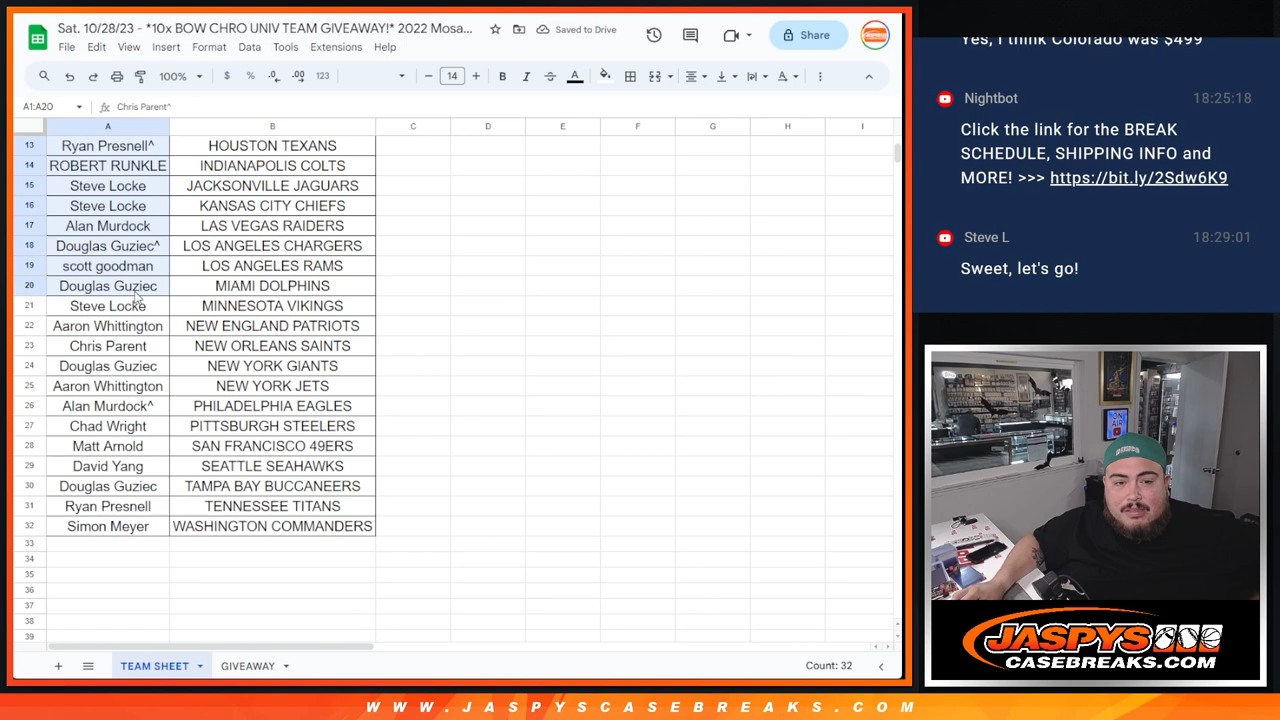 Sat. 10/28/23 - *10x BOW CHRO UNIV TEAM GIVEAWAY!* 2022 Mosa...
Saved to Drive
Share
File Edit View Insert Format Data Tools Extensions Help
100% $ % .0 .00 123 14 B I A
A1:A20 fx Chris Parent^
A B C D E F G H I
13 Ryan Presnell^ HOUSTON TEXANS
14 ROBERT RUNKLE INDIANAPOLIS COLTS
15 Steve Locke JACKSONVILLE JAGUARS
16 Steve Locke KANSAS CITY CHIEFS
17 Alan Murdock LAS VEGAS RAIDERS
18 Douglas Guziec^ LOS ANGELES CHARGERS
19 scott goodman LOS ANGELES RAMS
20 Douglas Guziec MIAMI DOLPHINS
21 Steve Locke MINNESOTA VIKINGS
22 Aaron Whittington NEW ENGLAND PATRIOTS
23 Chris Parent NEW ORLEANS SAINTS
24 Douglas Guziec NEW YORK GIANTS
25 Aaron Whittington NEW YORK JETS
26 Alan Murdock^ PHILADELPHIA EAGLES
27 Chad Wright PITTSBURGH STEELERS
28 Matt Arnold SAN FRANCISCO 49ERS
29 David Yang SEATTLE SEAHAWKS
30 Douglas Guziec TAMPA BAY BUCCANEERS
31 Ryan Presnell TENNESSEE TITANS
32 Simon Meyer WASHINGTON COMMANDERS
33
34
35
36
37
38
39
TEAM SHEET GIVEAWAY Count: 32
Yes, I think Colorado was $499
Nightbot 18:25:18
Click the link for the BREAK
SCHEDULE, SHIPPING INFO and
MORE! >>> https://bit.ly/2Sdw6K9
Steve L 18:29:01
Sweet, let's go!
ON
AIR
JASPYS
CASEBREAKS.COM
WWW.JASPYSCASEBREAKS.COM